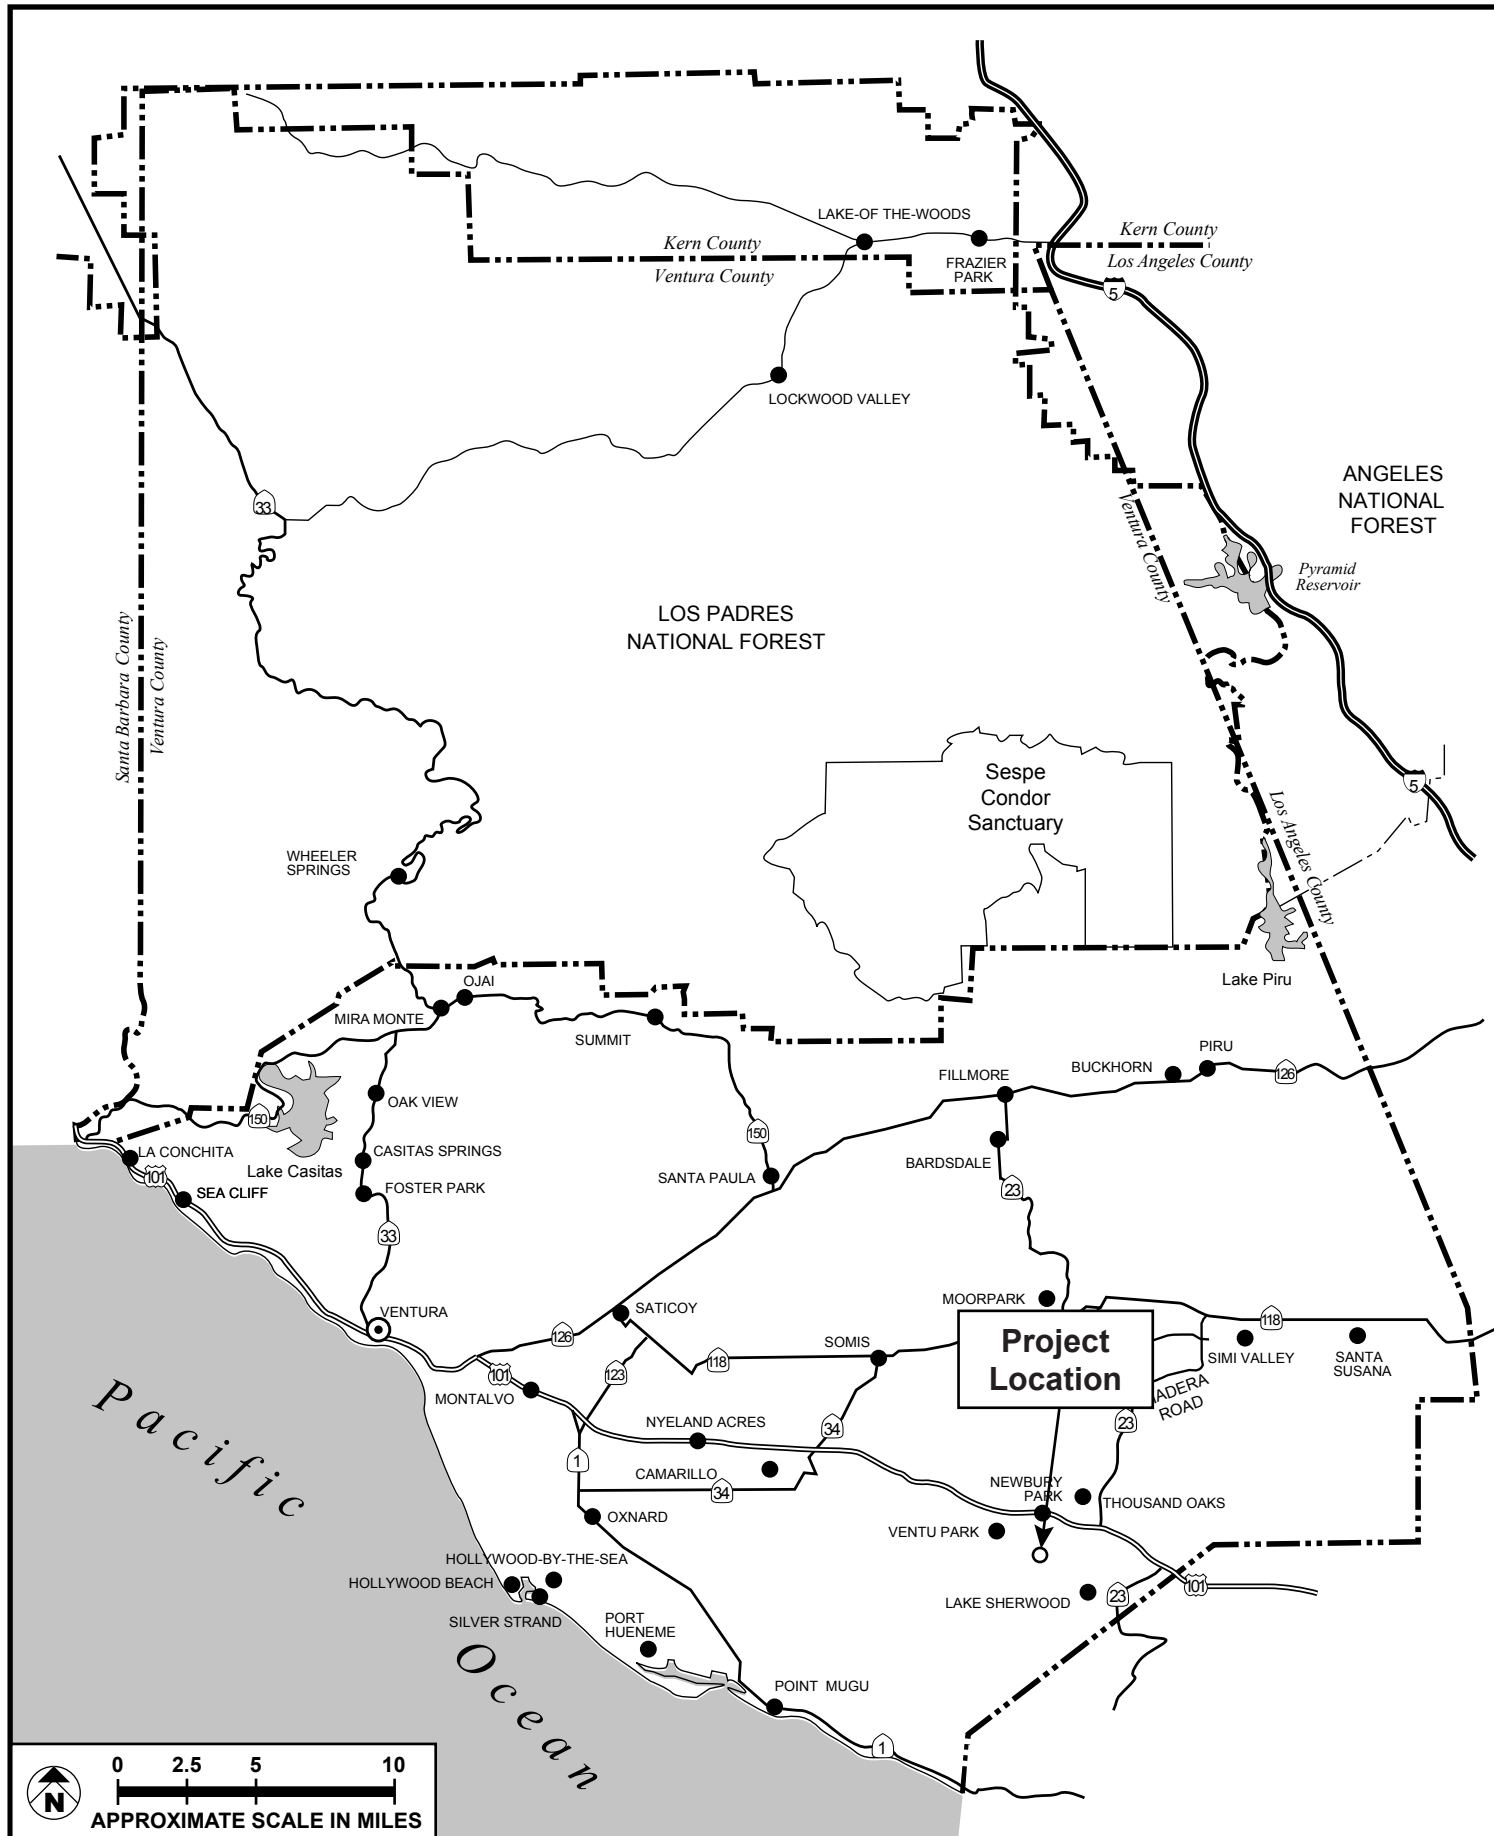 LAKE-OF THE-WOODS
Kern County
Ventura County
FRAZIER
PARK
Kern County
Los Angeles County
5
LOCKWOOD VALLEY
33
ANGELES
NATIONAL
FOREST
Ventura County
Pyramid
Reservoir
LOS PADRES
NATIONAL FOREST
Santa Barbara County
Ventura County
Sespe
Condor
Sanctuary
5
Los Angeles County
WHEELER
SPRINGS
Lake Piru
OJAI
MIRA MONTE
SUMMIT
PIRU
BUCKHORN
126
FILLMORE
OAK VIEW
150
150
LA CONCHITA
CASITAS SPRINGS
Lake Casitas
BARDSDALE
101
SANTA PAULA
FOSTER PARK
SEA CLIFF
23
33
MOORPARK
VENTURA
SATICOY
118
126
SOMIS
Project
Location
SIMI VALLEY
SANTA
SUSANA
118
123
101
MONTALVO
ADERA
ROAD
NYELAND ACRES
34
23
1
CAMARILLO
34
NEWBURY
PARK
THOUSAND OAKS
OXNARD
VENTU PARK
HOLLYWOOD-BY-THE-SEA
HOLLYWOOD BEACH
101
LAKE SHERWOOD
23
SILVER STRAND
PORT
HUENEME
POINT MUGU
1
Pacific
Ocean
0 2.5 5 10
N
APPROXIMATE SCALE IN MILES